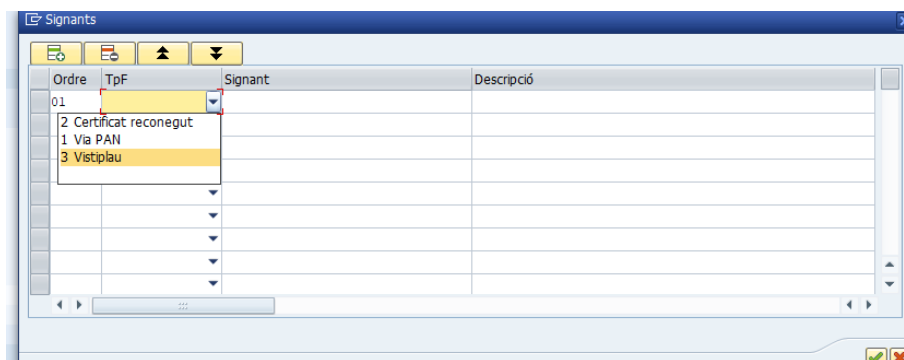 Signants
Ordre TpF Signant Descripció
01
2 Certificat reconegut
1 Via PAN
3 Vistiplau